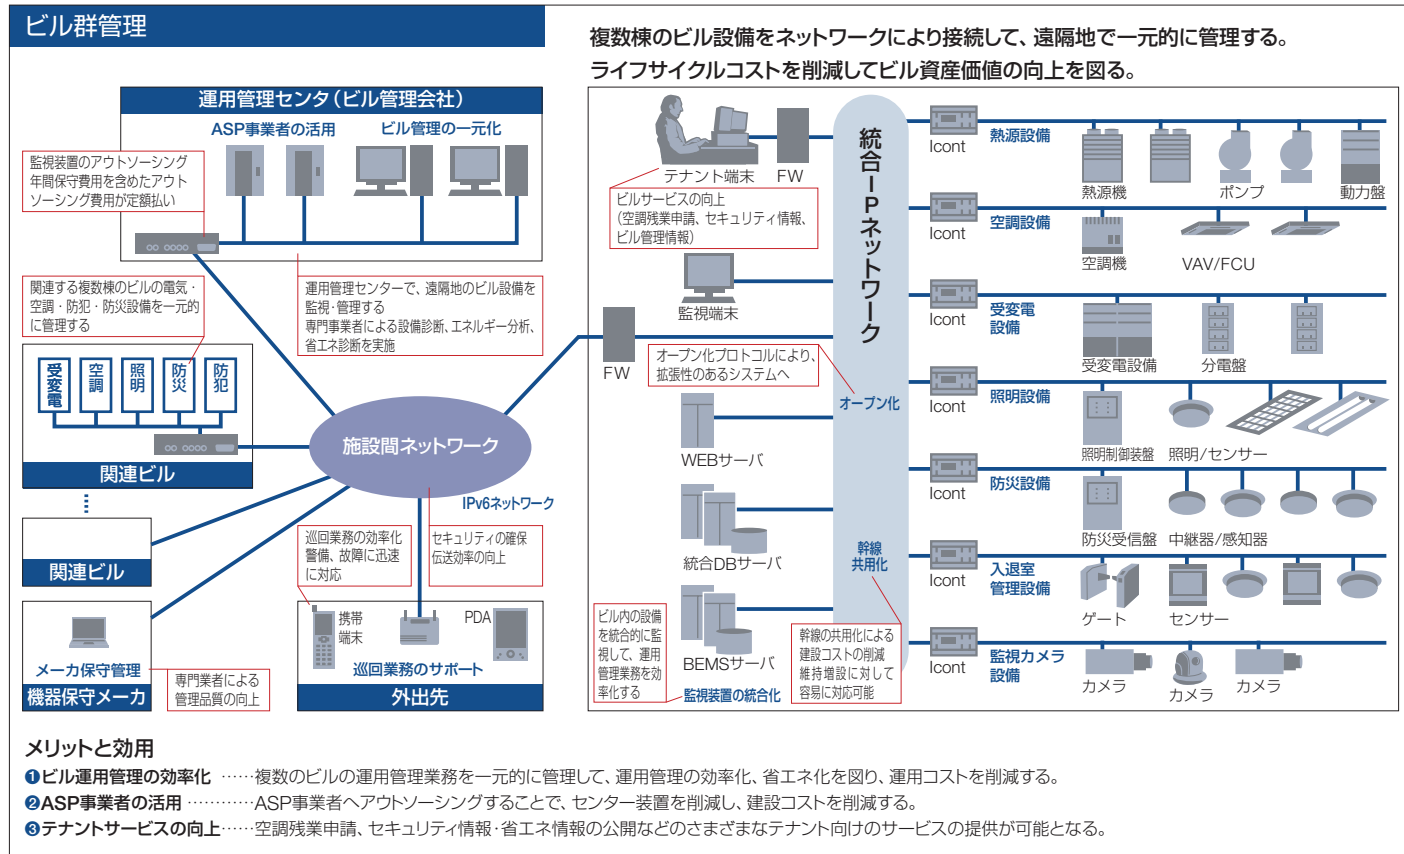 ビル群管理
複数棟のビル設備をネットワークにより接続して、遠隔地で一元的に管理する。
ライフサイクルコストを削減してビル資産価値の向上を図る。
運用管理センタ（ビル管理会社）
ASP事業者の活用
ビル管理の一元化
監視装置のアウトソーシング
年間保守費用を含めたアウト
ソーシング費用が定額払い
関連する複数棟のビルの電気・
空調・防犯・防災設備を一元的
に管理する
運用管理センターで、遠隔地のビル設備を
監視・管理する
専門事業者による設備診断、エネルギー分析、
省エネ診断を実施
受変電
空調
照明
防災
防犯
関連ビル
関連ビル
施設間ネットワーク
IPv6ネットワーク
巡回業務の効率化
警備、故障に迅速
に対応
セキュリティの確保
伝送効率の向上
メーカ保守管理
機器保守メーカ
専門業者による
管理品質の向上
携帯
端末
PDA
巡回業務のサポート
外出先
FW
テナント端末
FW
ビルサービスの向上
（空調残業申請、セキュリティ情報、
ビル管理情報）
監視端末
オープン化プロトコルにより、
拡張性のあるシステムへ
オープン化
WEBサーバ
統合DBサーバ
BEMSサーバ
ビル内の設備
を統合的に監
視して、運用
管理業務を効
率化する
監視装置の統合化
統合IPネットワーク
幹線
共用化
幹線の共用化による
建設コストの削減
維持増設に対して
容易に対応可能
Icont
熱源設備
熱源機
ポンプ
動力盤
Icont
空調設備
空調機
VAV/FCU
Icont
受変電
設備
受変電設備
分電盤
Icont
照明設備
照明制御装盤
照明/センサー
Icont
防災設備
防災受信盤
中継器/感知器
Icont
入退室
管理設備
ゲート
センサー
Icont
監視カメラ
設備
カメラ
カメラ
カメラ
メリットと効用
❶ビル運用管理の効率化 ……複数のビルの運用管理業務を一元的に管理して、運用管理の効率化、省エネ化を図り、運用コストを削減する。
❷ASP事業者の活用 …………ASP事業者へアウトソーシングすることで、センター装置を削減し、建設コストを削減する。
❸テナントサービスの向上……空調残業申請、セキュリティ情報・省エネ情報の公開などのさまざまなテナント向けのサービスの提供が可能となる。